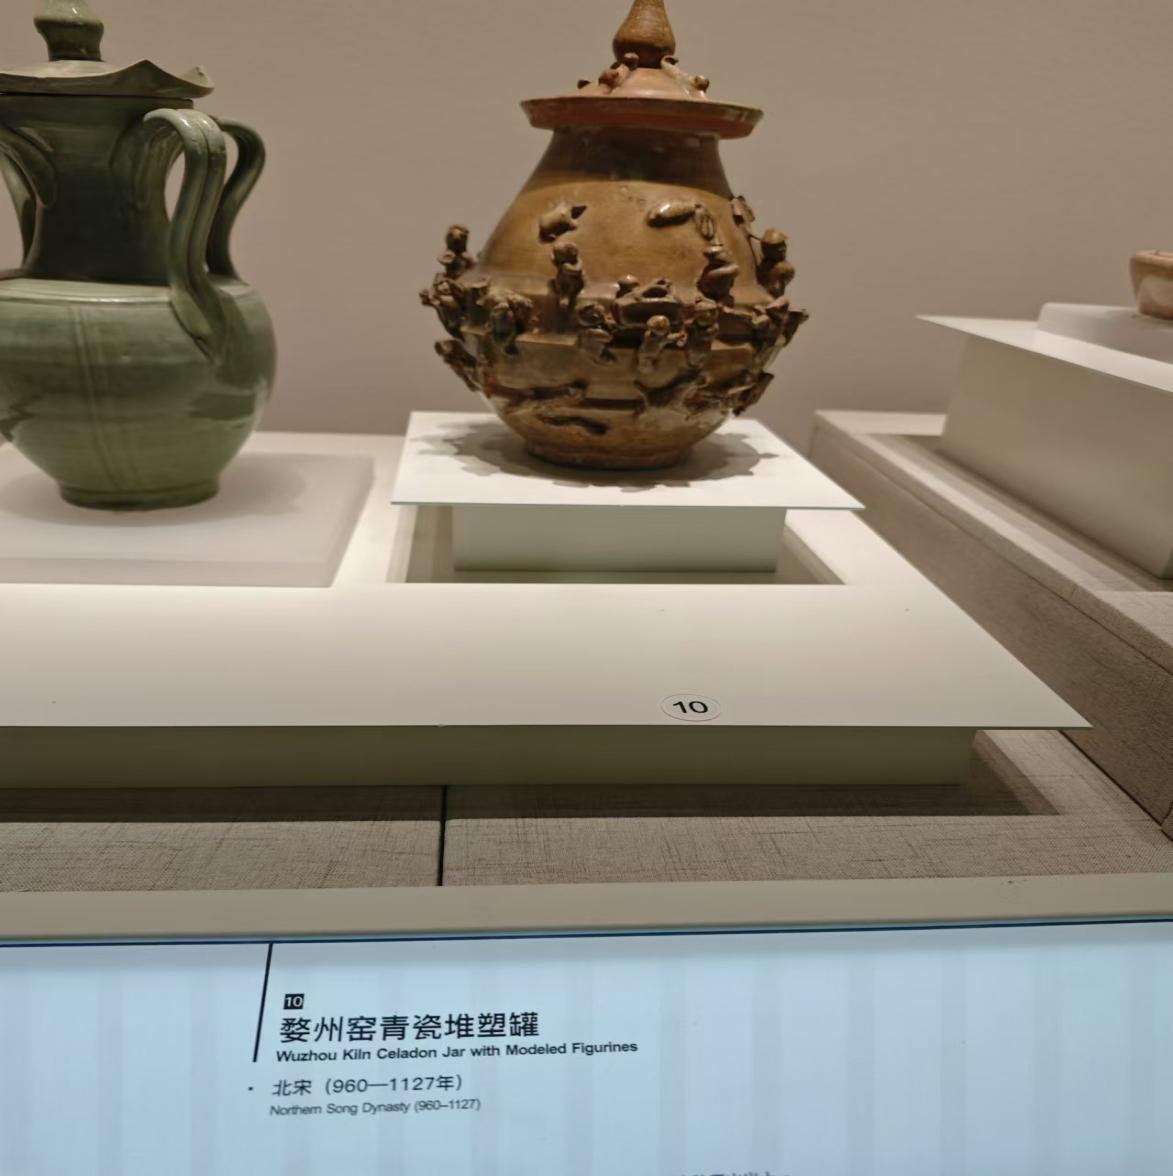 10
10
婺州窑青瓷堆塑罐
Wuzhou Kiln Celadon Jar with Modeled Figurines
北宋（960—1127年）
Northern Song Dynasty (960–1127)